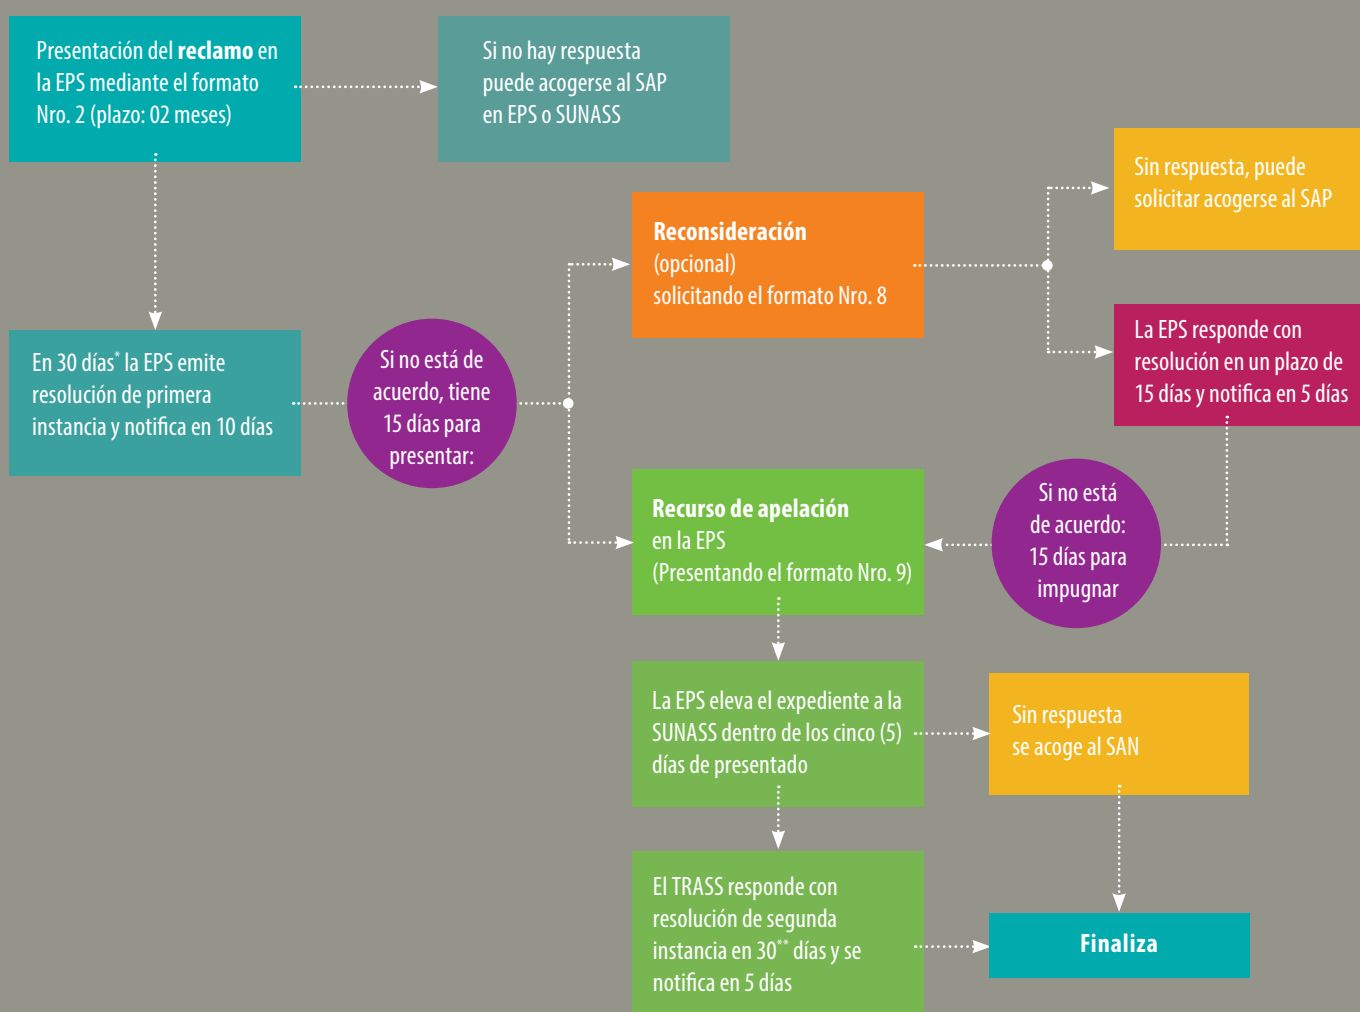 Presentación del reclamo en
la EPS mediante el formato
Nro. 2 (plazo: 02 meses)
Si no hay respuesta
puede acogerse al SAP
en EPS o SUNASS
En 30 días* la EPS emite
resolución de primera
instancia y notifica en 10 días
Si no está de
acuerdo, tiene
15 días para
presentar:
Reconsideración
(opcional)
solicitando el formato Nro. 8
Sin respuesta, puede
solicitar acogerse al SAP
La EPS responde con
resolución en un plazo de
15 días y notifica en 5 días
Si no está
de acuerdo:
15 días para
impugnar
Recurso de apelación
en la EPS
(Presentando el formato Nro. 9)
La EPS eleva el expediente a la
SUNASS dentro de los cinco (5)
días de presentado
Sin respuesta
se acoge al SAN
El TRASS responde con
resolución de segunda
instancia en 30** días y se
notifica en 5 días
Finaliza